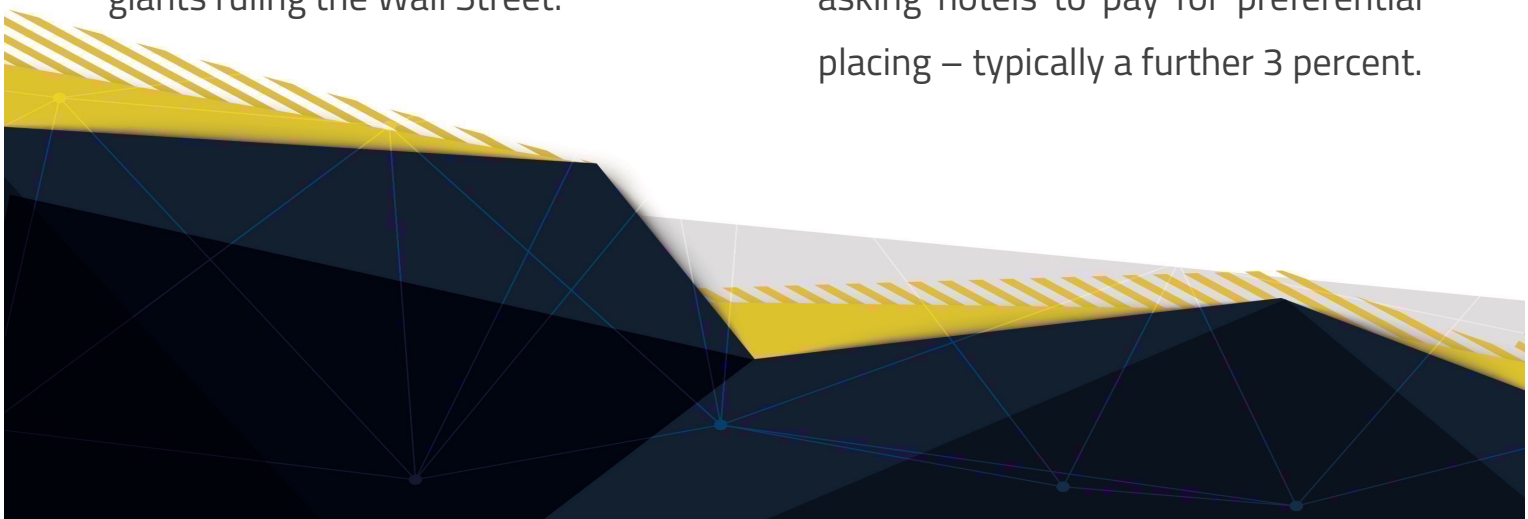 giants ruling the Wall Street.
asking hotels to pay for preferential
placing – typically a further 3 percent.